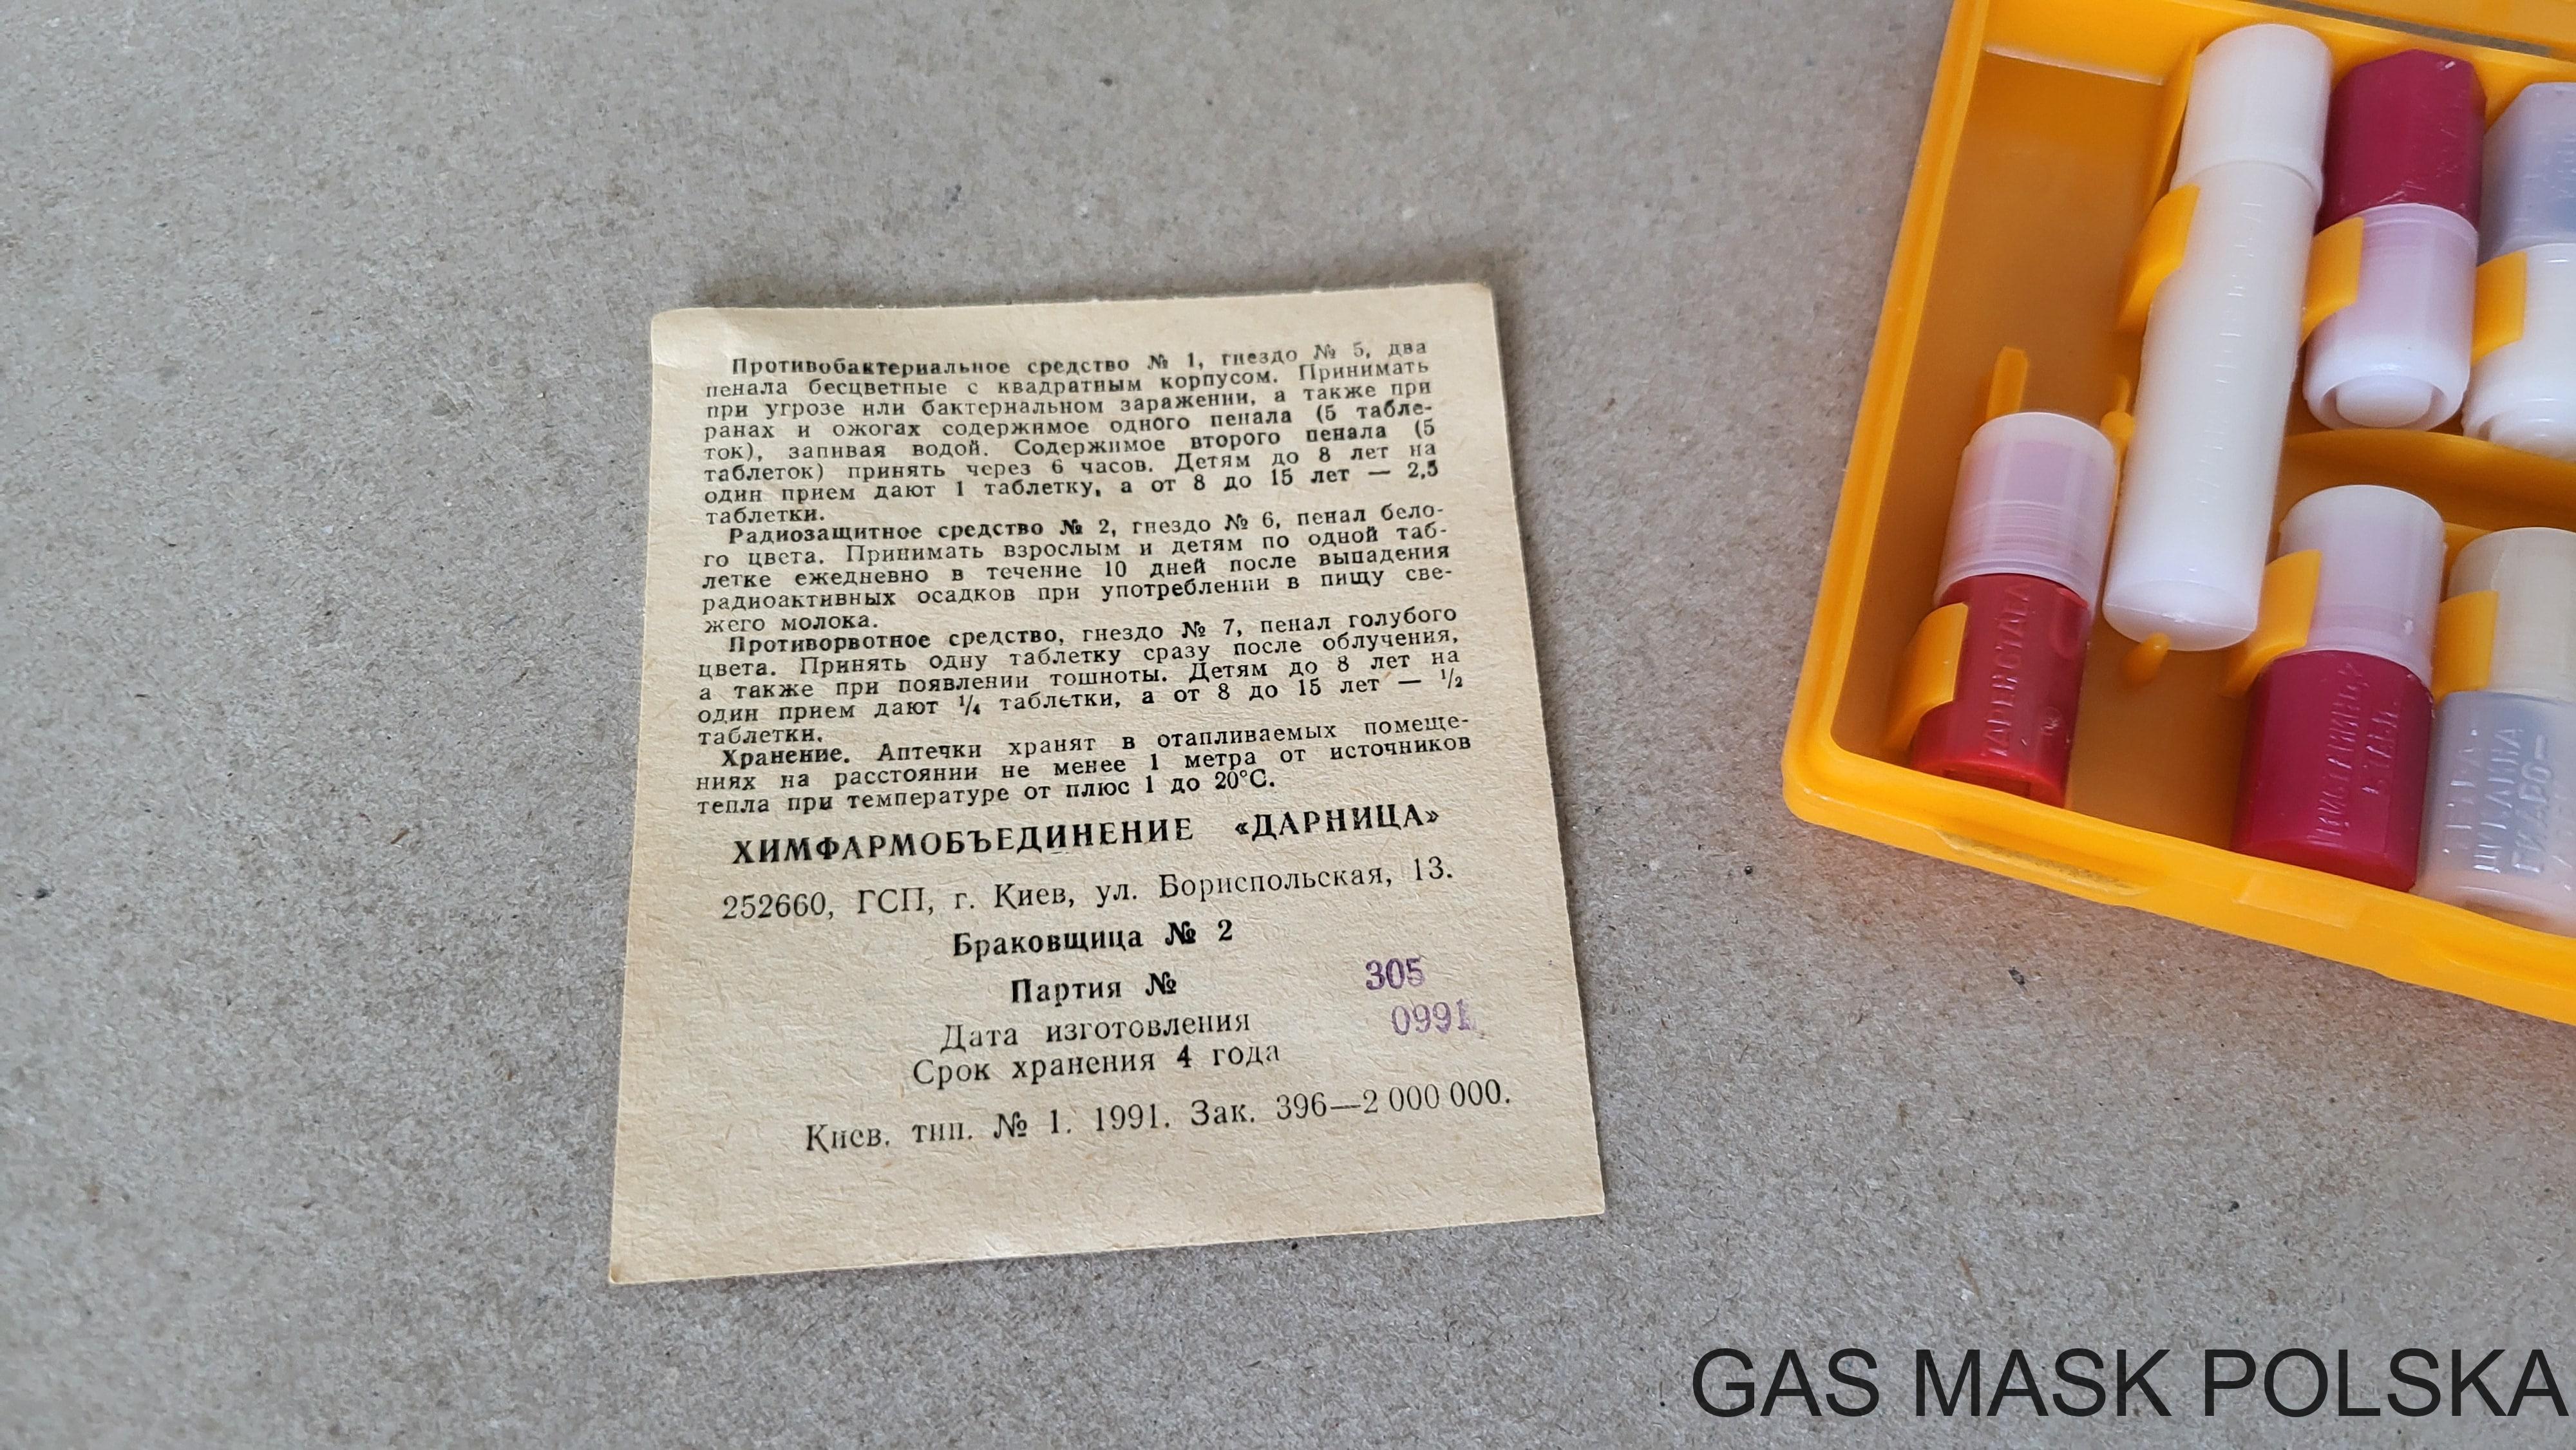 Противобактериальное средство № 1, гнездо № 5, два
пенала бесцветные с квадратным корпусом. Принимать
при угрозе или бактериальном заражении, а также при
ранах и ожогах содержимое одного пенала (5 табле-
ток), запивая водой. Содержимое второго пенала (5
таблеток) принять через 6 часов. Детям до 8 лет на
один прием дают 1 таблетку, а от 8 до 15 лет — 2,5
таблетки.
Радиозащитное средство № 2, гнездо № 6, пенал бело-
го цвета. Принимать взрослым и детям по одной таб-
летке ежедневно в течение 10 дней после выпадения
радиоактивных осадков при употреблении в пищу све-
жего молока.
Противорвотное средство, гнездо № 7, пенал голубого
цвета. Принять одну таблетку сразу после облучения,
а также при появлении тошноты. Детям до 8 лет на
один прием дают 1/4 таблетки, а от 8 до 15 лет — 1/2
таблетки.
Хранение. Аптечки хранят в отапливаемых помеще-
ниях на расстоянии не менее 1 метра от источников
тепла при температуре от плюс 1 до 20°С.
ХИМФАРМОБЪЕДИНЕНИЕ «ДАРНИЦА»
252660, ГСП, г. Киев, ул. Бориспольская, 13.
Браковщица № 2
Партия № 305
Дата изготовления 0991
Срок хранения 4 года
Киев. тип. № 1. 1991. Зак. 396—2 000 000.
GAS MASK POLSKA